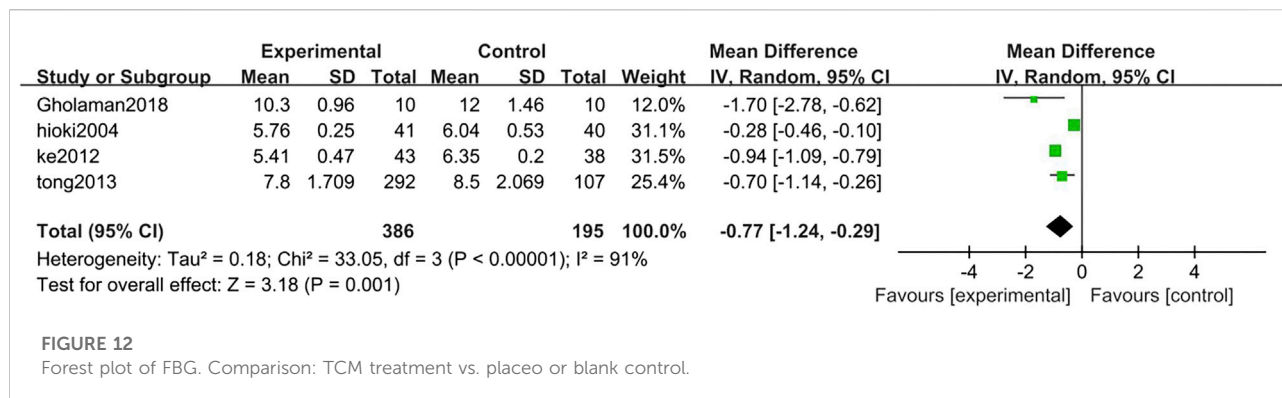 Experimental Control Mean Difference Mean Difference
Study or Subgroup Mean SD Total Mean SD Total Weight IV, Random, 95% CI IV, Random, 95% CI
Gholaman2018 10.3 0.96 10 12 1.46 10 12.0% -1.70 [-2.78, -0.62]
hioki2004 5.76 0.25 41 6.04 0.53 40 31.1% -0.28 [-0.46, -0.10]
ke2012 5.41 0.47 43 6.35 0.2 38 31.5% -0.94 [-1.09, -0.79]
tong2013 7.8 1.709 292 8.5 2.069 107 25.4% -0.70 [-1.14, -0.26]
Total (95% CI) 386 195 100.0% -0.77 [-1.24, -0.29]
Heterogeneity: Tau² = 0.18; Chi² = 33.05, df = 3 (P < 0.00001); I² = 91%
Test for overall effect: Z = 3.18 (P = 0.001)
-4 -2 0 2 4
Favours [experimental] Favours [control]
FIGURE 12
Forest plot of FBG. Comparison: TCM treatment vs. placeo or blank control.